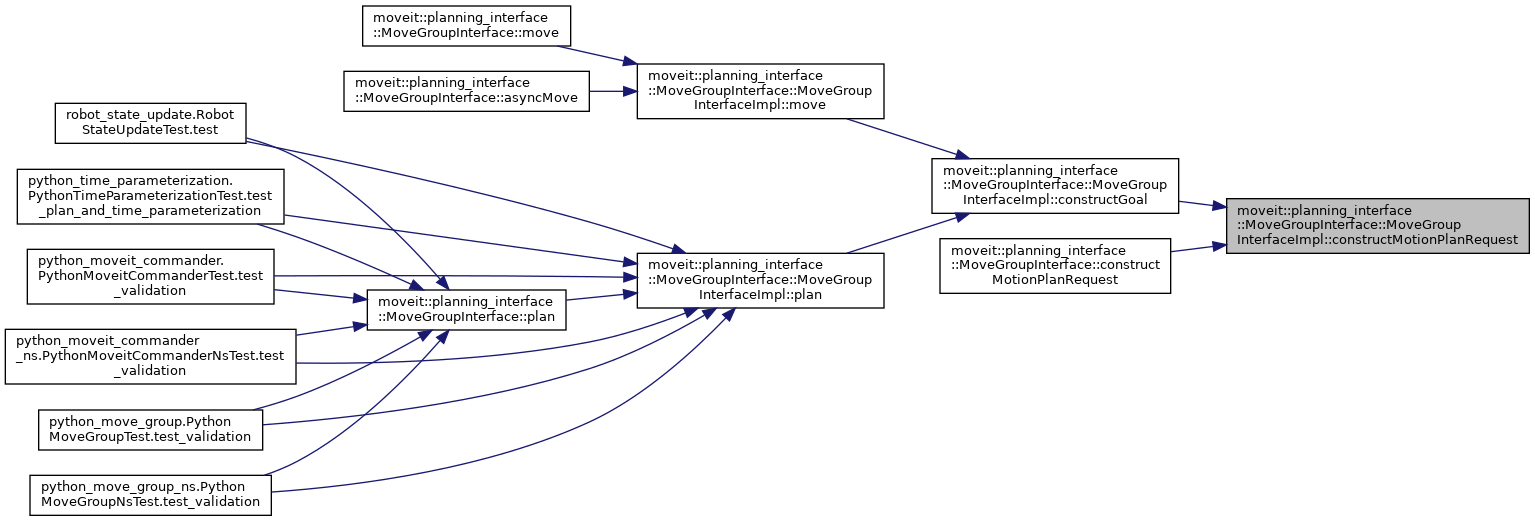 moveit::planning_interface
::MoveGroupInterface::move
moveit::planning_interface
::MoveGroupInterface::asyncMove
moveit::planning_interface
::MoveGroupInterface::MoveGroup
InterfaceImpl::move
robot_state_update.Robot
StateUpdateTest.test
python_time_parameterization.
PythonTimeParameterizationTest.test
_plan_and_time_parameterization
python_moveit_commander.
PythonMoveitCommanderTest.test
_validation
python_moveit_commander
_ns.PythonMoveitCommanderNsTest.test
_validation
python_move_group.Python
MoveGroupTest.test_validation
python_move_group_ns.Python
MoveGroupNsTest.test_validation
moveit::planning_interface
::MoveGroupInterface::plan
moveit::planning_interface
::MoveGroupInterface::MoveGroup
InterfaceImpl::plan
moveit::planning_interface
::MoveGroupInterface::MoveGroup
InterfaceImpl::constructGoal
moveit::planning_interface
::MoveGroupInterface::construct
MotionPlanRequest
moveit::planning_interface
::MoveGroupInterface::MoveGroup
InterfaceImpl::constructMotionPlanRequest